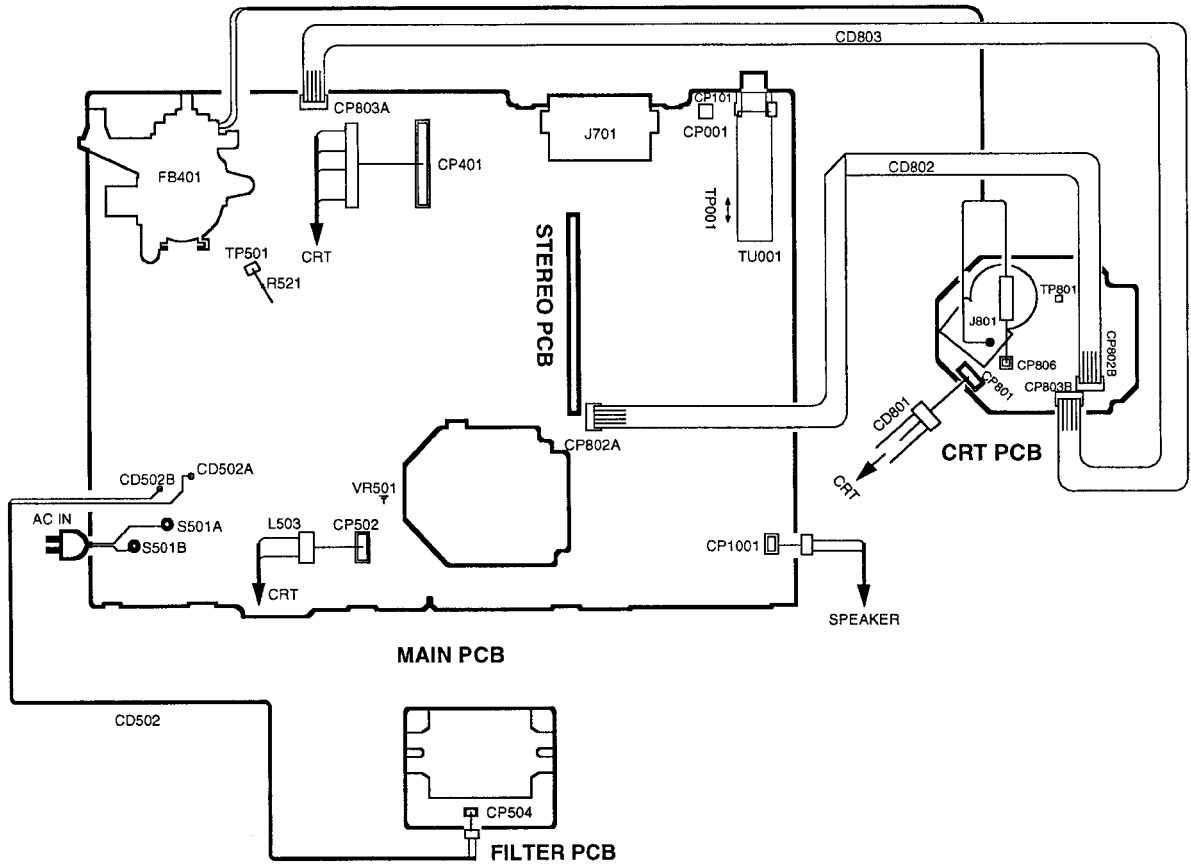 CD803
CP803A
CP101
CP001
J701
CP401
FB401
CD802
TP001
STEREO PCB
CRT
TP501
R521
TU001
TP801
J801
CP802B
CP806
CP801
CP803B
CD801
CP802A
CRT PCB
CRT
CD502B
CD502A
VR501
AC IN
S501A
L503
CP502
S501B
CP1001
CRT
SPEAKER
MAIN PCB
CD502
CP504
FILTER PCB